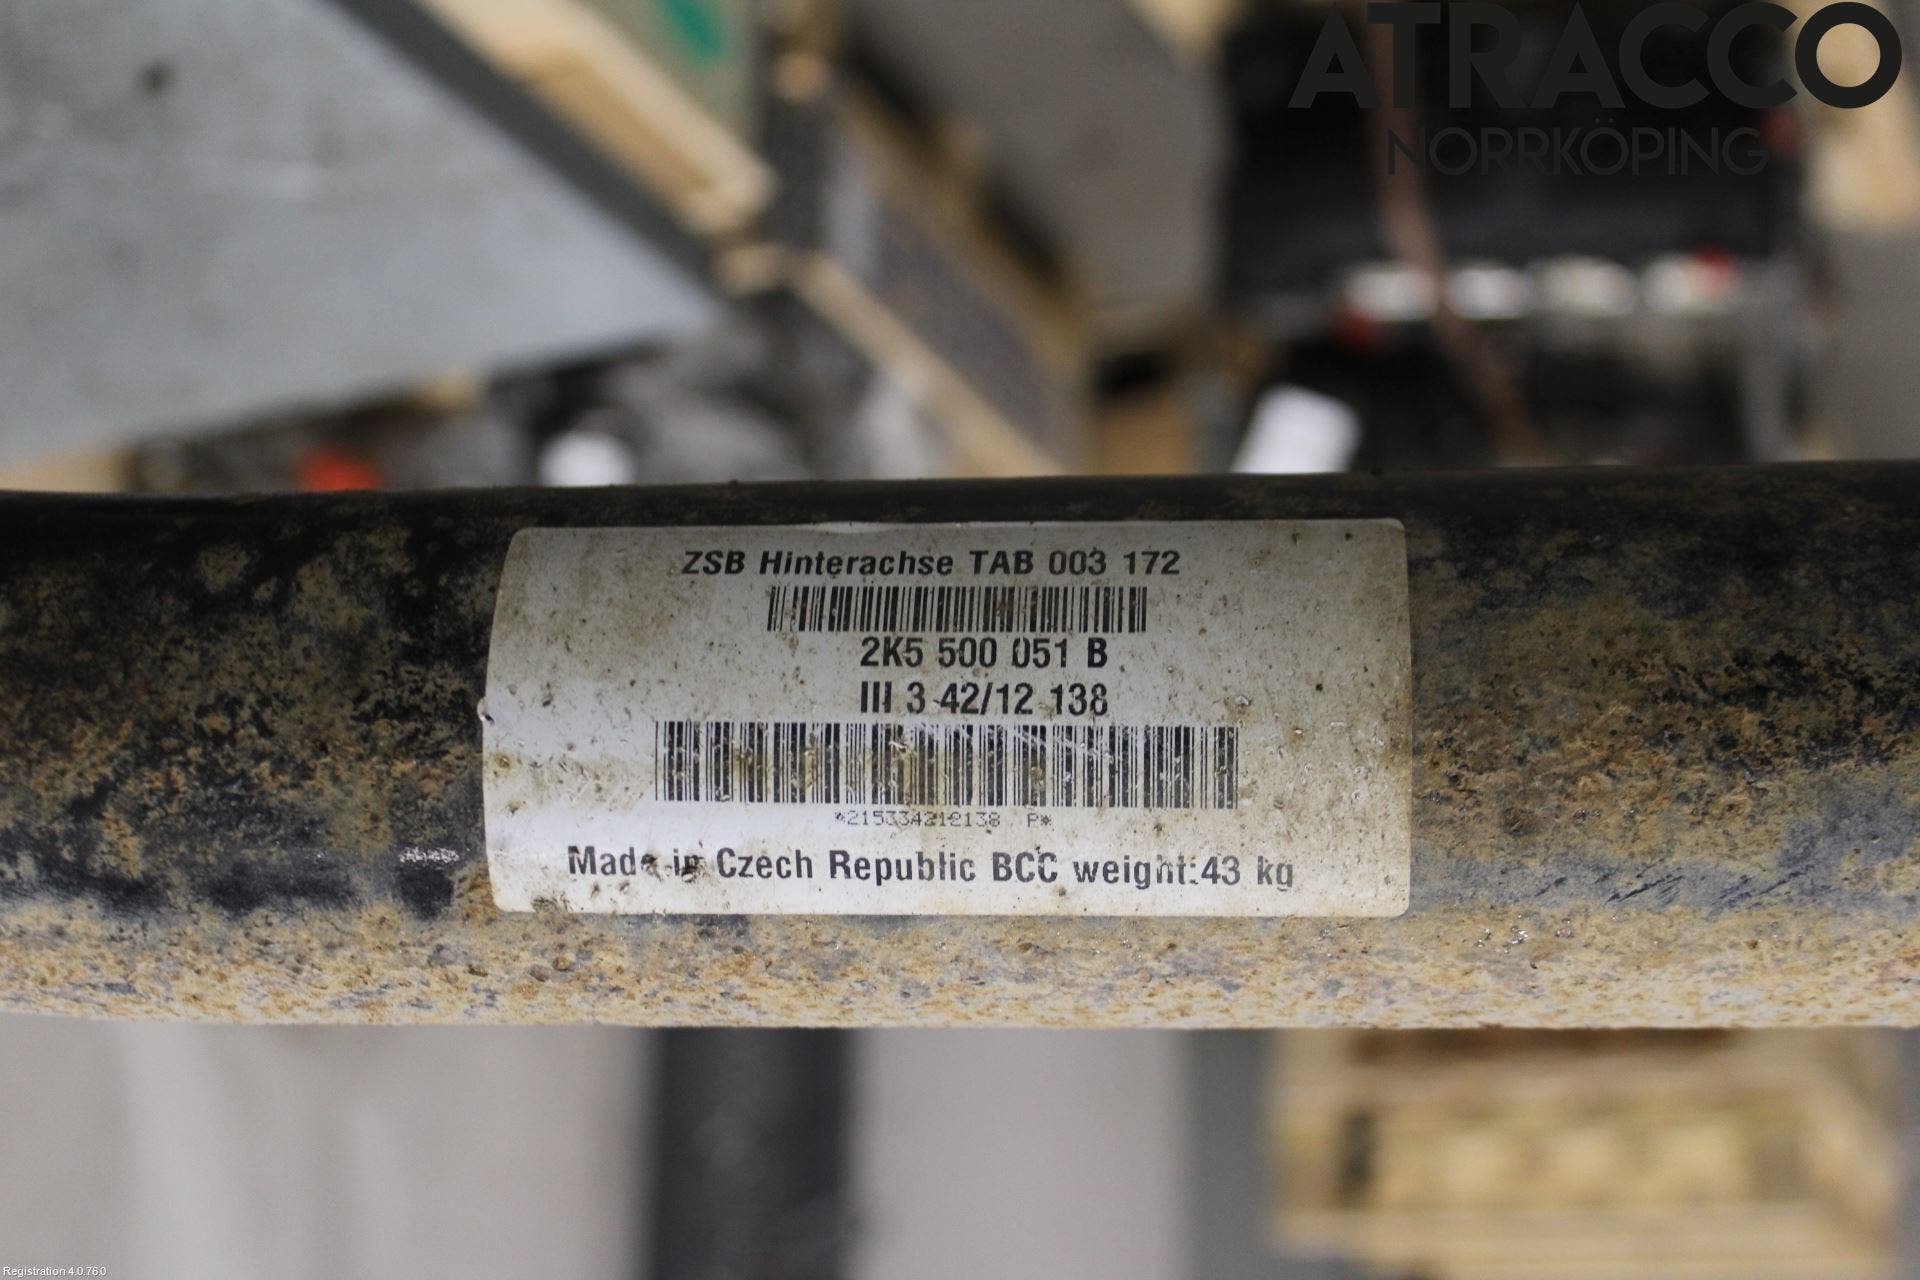 ATRACCO
NORRKÖPING
ZSB Hinterachse TAB 003 172
2K5 500 051 B
III 3 42/12 138
*215334212138 P*
Made in Czech Republic BCC weight:43 kg
Registration 4.0.76.0